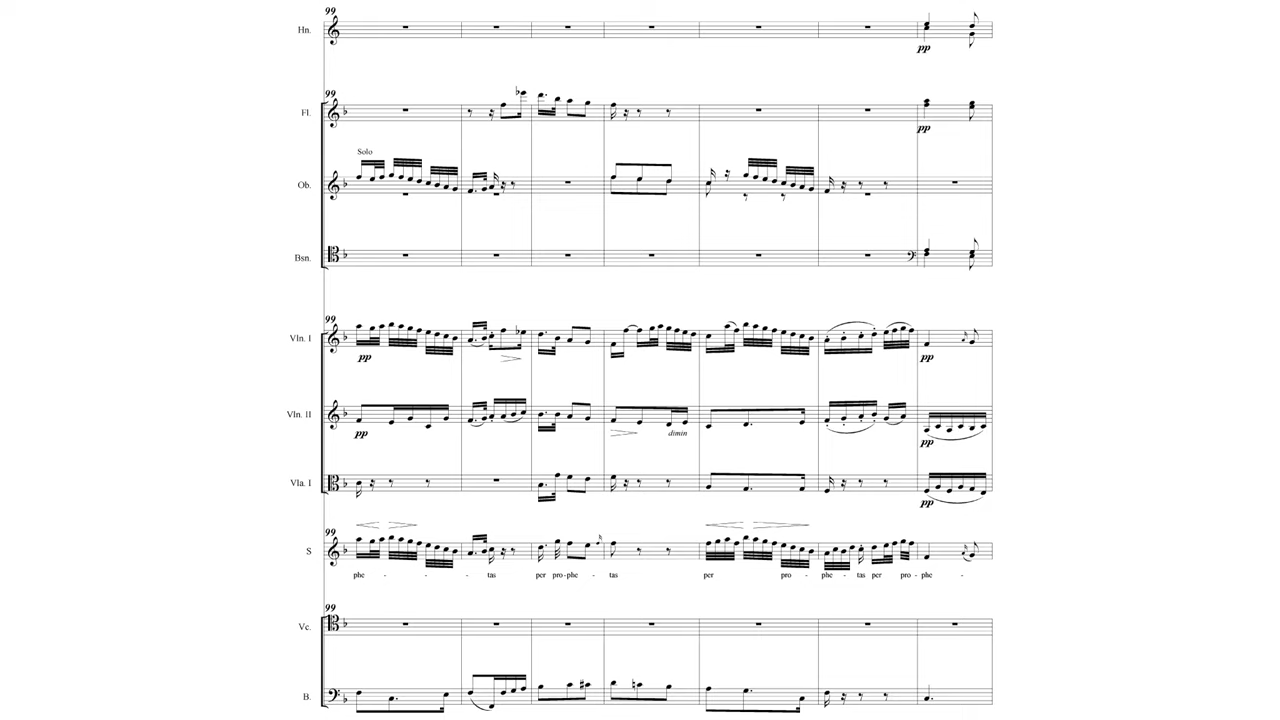 99
Hn.
pp
99
Fl.
pp
Solo
Ob.
Bsn.
99
Vln. I
pp
pp
Vln. II
pp
dimin
pp
Vla. I
pp
99
S
phe - - - tas per pro-phe - tas per pro - phe - tas per pro - phe -
99
Vc.
B.